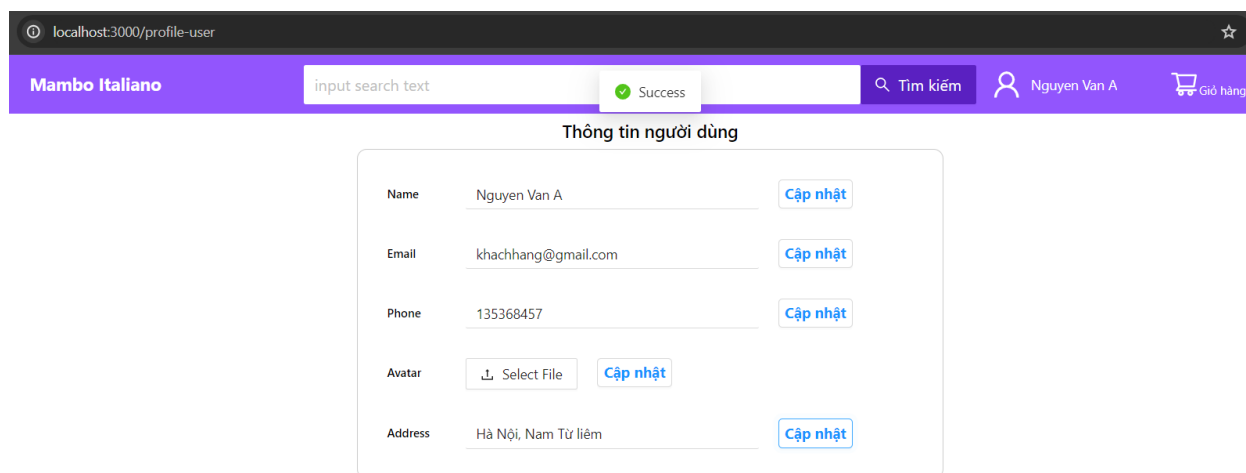 localhost:3000/profile-user
Mambo Italiano input search text Success Tìm kiếm Nguyen Van A Giỏ hàng
Thông tin người dùng
Name Nguyen Van A Cập nhật
Email khachhang@gmail.com Cập nhật
Phone 135368457 Cập nhật
Avatar Select File Cập nhật
Address Hà Nội, Nam Từ liêm Cập nhật